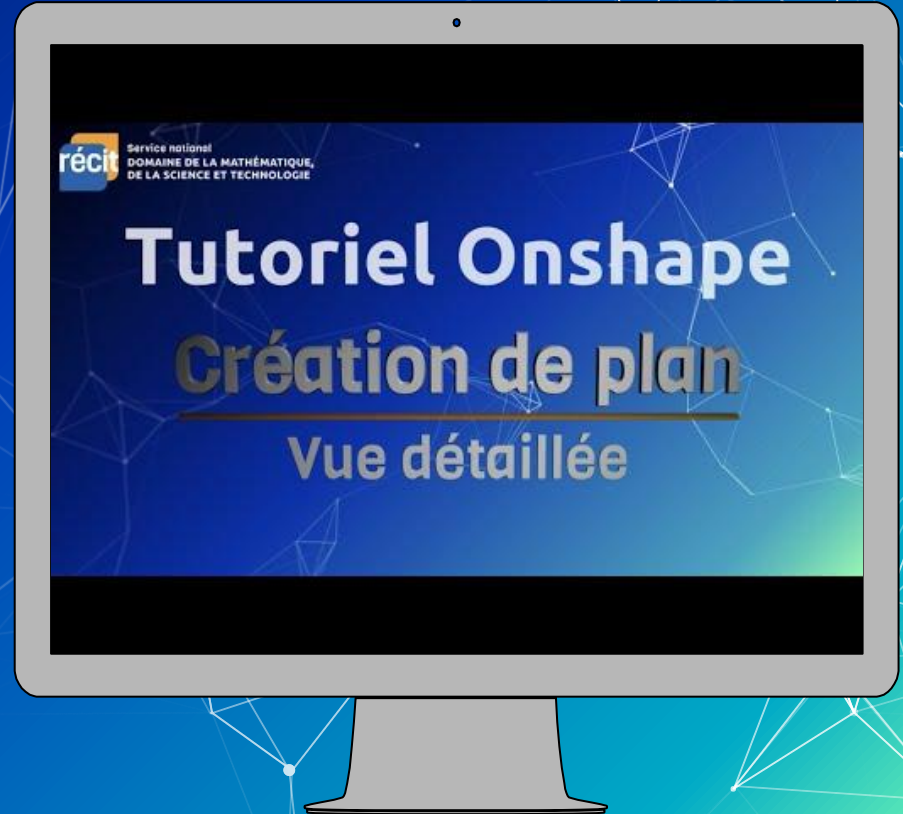 récit
Service national
DOMAINE DE LA MATHÉMATIQUE,
DE LA SCIENCE ET TECHNOLOGIE
Tutoriel Onshape
Création de plan
Vue détaillée